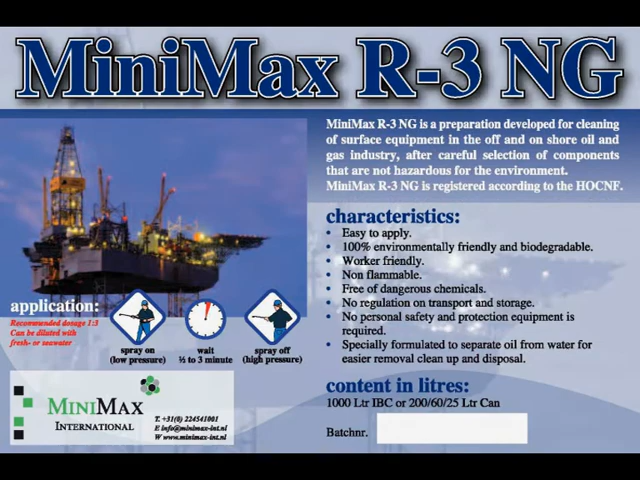 MiniMax R-3 NG
MiniMax R-3 NG is a preparation developed for cleaning
of surface equipment in the off and on shore oil and
gas industry, after careful selection of components
that are not hazardous for the environment.
MiniMax R-3 NG is registered according to the HOCNF.
characteristics:
• Easy to apply.
• 100% environmentally friendly and biodegradable.
• Worker friendly.
• Non flammable.
• Free of dangerous chemicals.
• No regulation on transport and storage.
• No personal safety and protection equipment is
required.
• Specially formulated to separate oil from water for
easier removal clean up and disposal.
application:
Recommended dosage 1:3
Can be diluted with
fresh- or seawater
spray on
(low pressure)
wait
½ to 3 minute
spray off
(high pressure)
content in litres:
1000 Ltr IBC or 200/60/25 Ltr Can
Batchnr.
MINIMAX
INTERNATIONAL
T. +31(0) 224541001
E info@minimax-int.nl
W www.minimax-int.nl